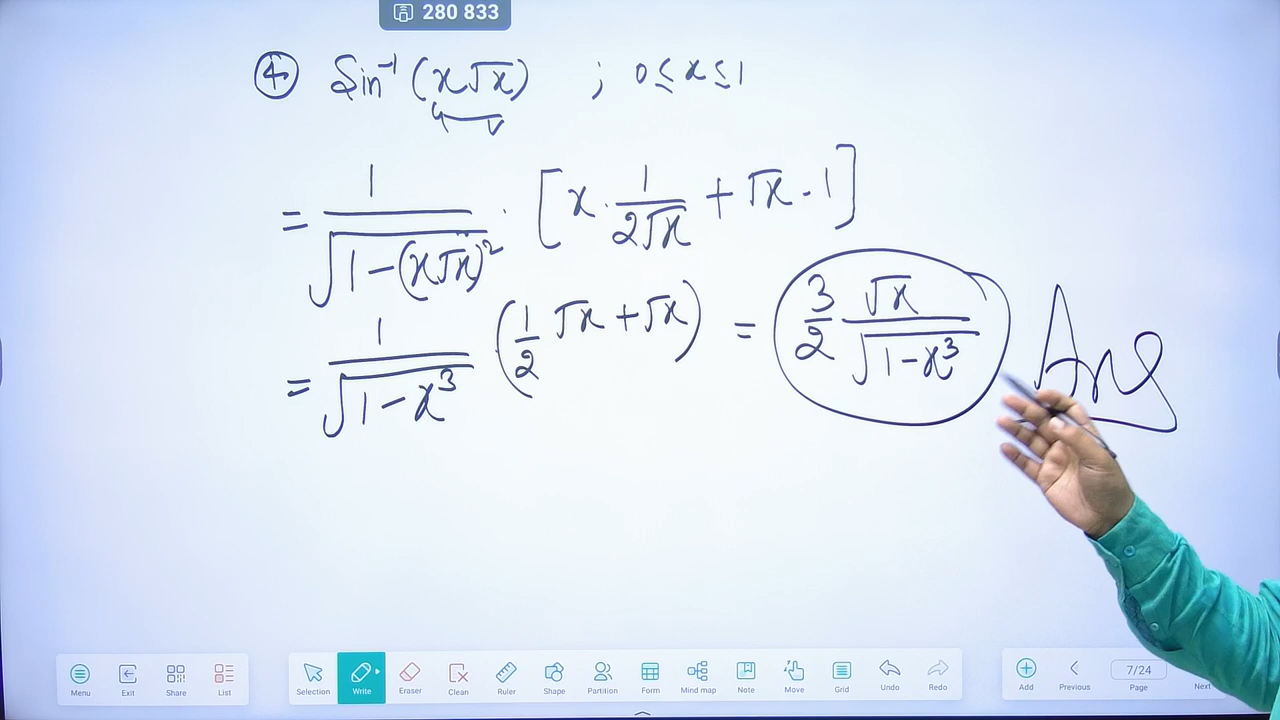 280 833
④ Sin⁻¹ (x√x) ; 0≤x≤1
= 1/√(1-(x√x)²) · [x · 1/(2√x) + √x · 1]
= 1/√(1-x³) (1/2 √x + √x) = 3/2 √x/√(1-x³) Ans
Menu Exit Share List Selection Write Eraser Clean Ruler Shape Partition Form Mind map Note Move Grid Undo Redo Add Previous 7/24 Page Next